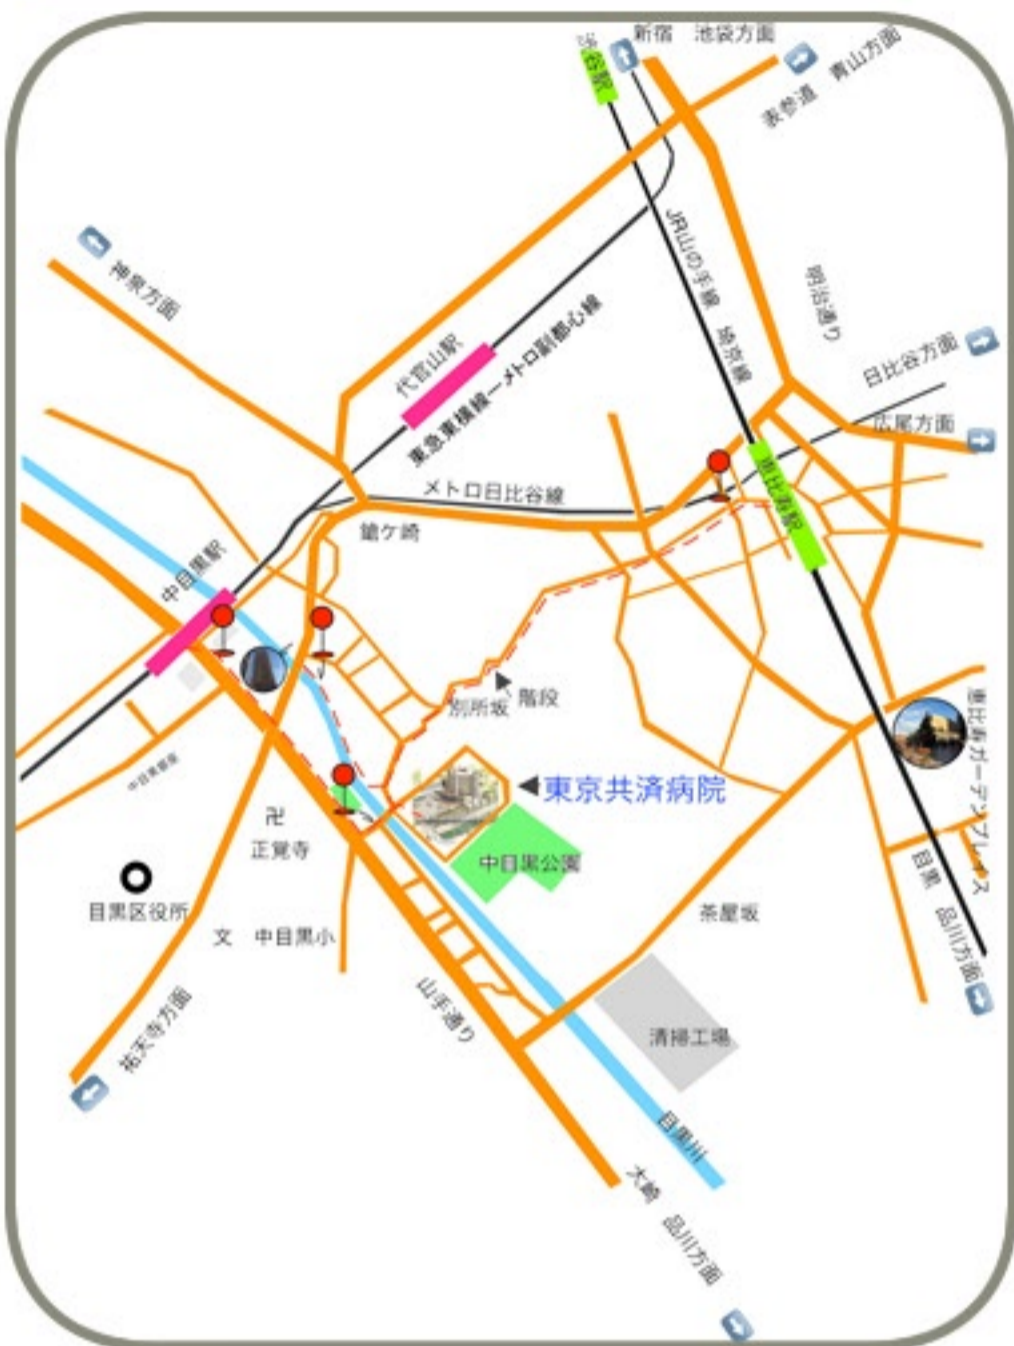 新宿　池袋方面
渋谷駅
表参道　青山方面
神泉方面
JR山の手線　埼京線
明治通り
代官山駅
東急東横線ーメトロ副都心線
日比谷方面
広尾方面
メトロ日比谷線
恵比寿駅
鎗ケ崎
中目黒駅
階段
別所坂
恵比寿ガーデンプレイス
中目黒銀座
東京共済病院
正覚寺
中目黒公園
目黒　品川方面
目黒区役所
文　中目黒小
茶屋坂
山手通り
祐天寺方面
清掃工場
目黒川
大崎　品川方面